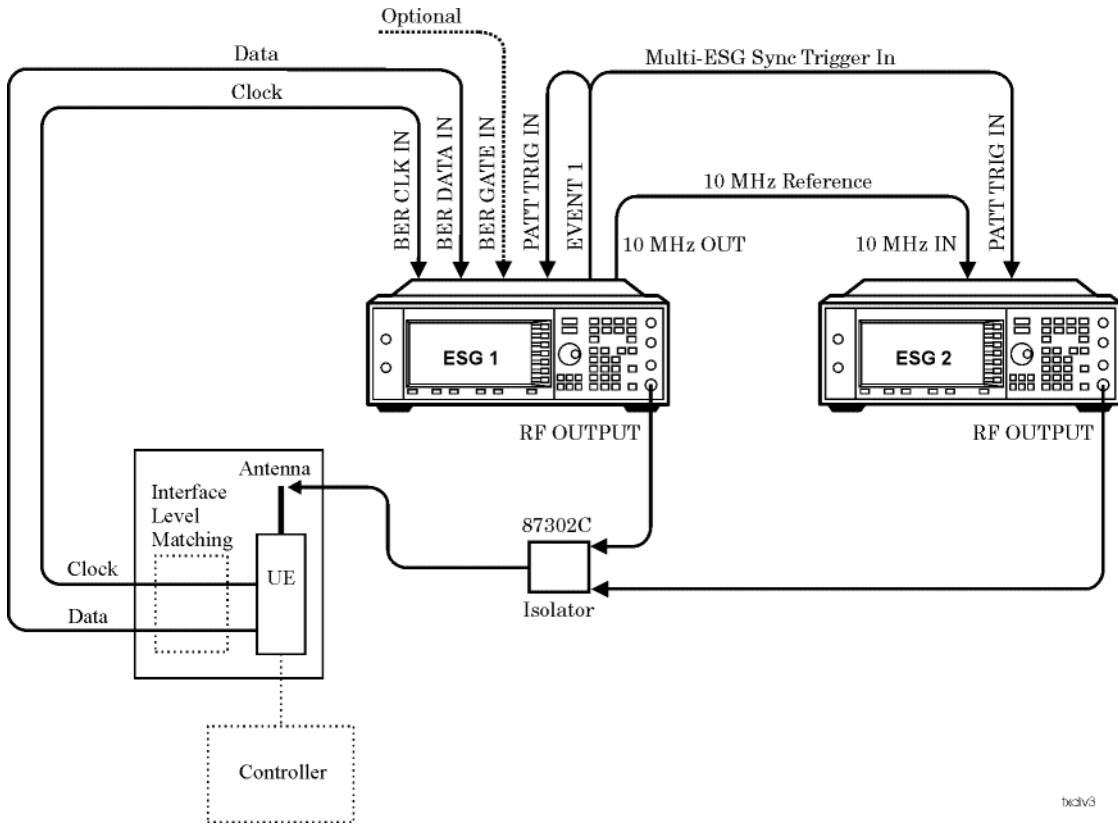 Optional
Data
Multi-ESG Sync Trigger In
Clock
BER CLK IN
BER DATA IN
BER GATE IN
PATT TRIG IN
EVENT 1
10 MHz Reference
10 MHz OUT
10 MHz IN
PATT TRIG IN
ESG 1
ESG 2
RF OUTPUT
RF OUTPUT
Antenna
Interface
Level
Matching
87302C
Clock
UE
Isolator
Data
Controller
txdiv3